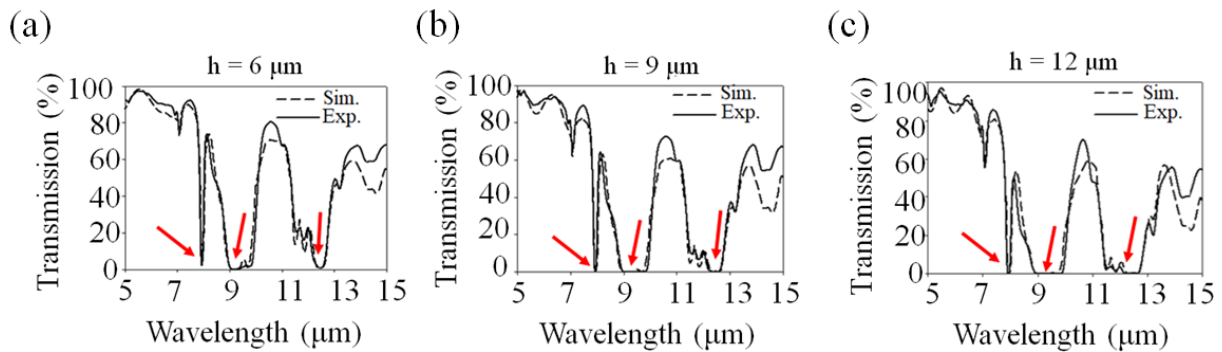 (a)
h = 6 μm
Transmission (%)
100
80
60
40
20
0
Sim.
Exp.
5 7 9 11 13 15
Wavelength (μm)
(b)
h = 9 μm
Transmission (%)
100
80
60
40
20
0
Sim.
Exp.
5 7 9 11 13 15
Wavelength (μm)
(c)
h = 12 μm
Transmission (%)
100
80
60
40
20
0
Sim.
Exp.
5 7 9 11 13 15
Wavelength (μm)